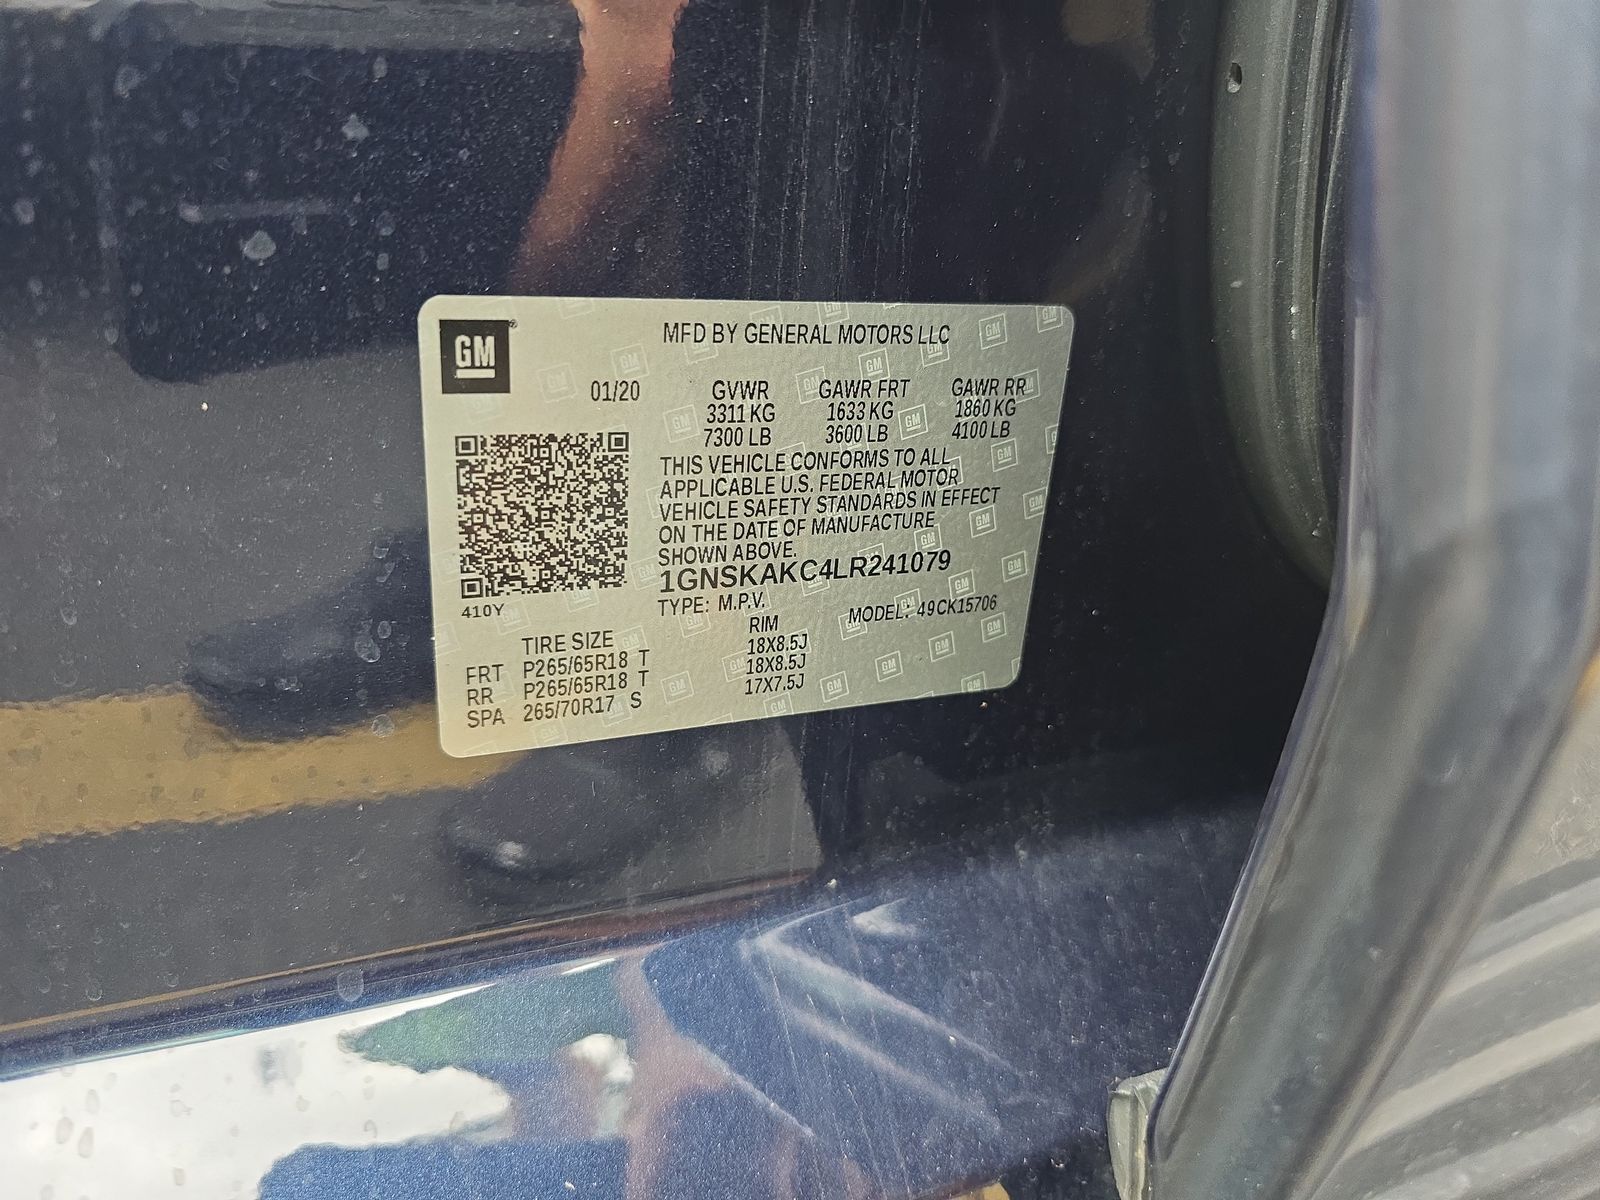 GM
MFD BY GENERAL MOTORS LLC
01/20 GVWR GAWR FRT GAWR RR
3311 KG 1633 KG 1860 KG
7300 LB 3600 LB 4100 LB
THIS VEHICLE CONFORMS TO ALL
APPLICABLE U.S. FEDERAL MOTOR
VEHICLE SAFETY STANDARDS IN EFFECT
ON THE DATE OF MANUFACTURE
SHOWN ABOVE.
1GNSKAKC4LR241079
410Y
TYPE: M.P.V. MODEL: 49CK15706
TIRE SIZE RIM
FRT P265/65R18 T 18X8.5J
RR P265/65R18 T 18X8.5J
SPA 265/70R17 S 17X7.5J